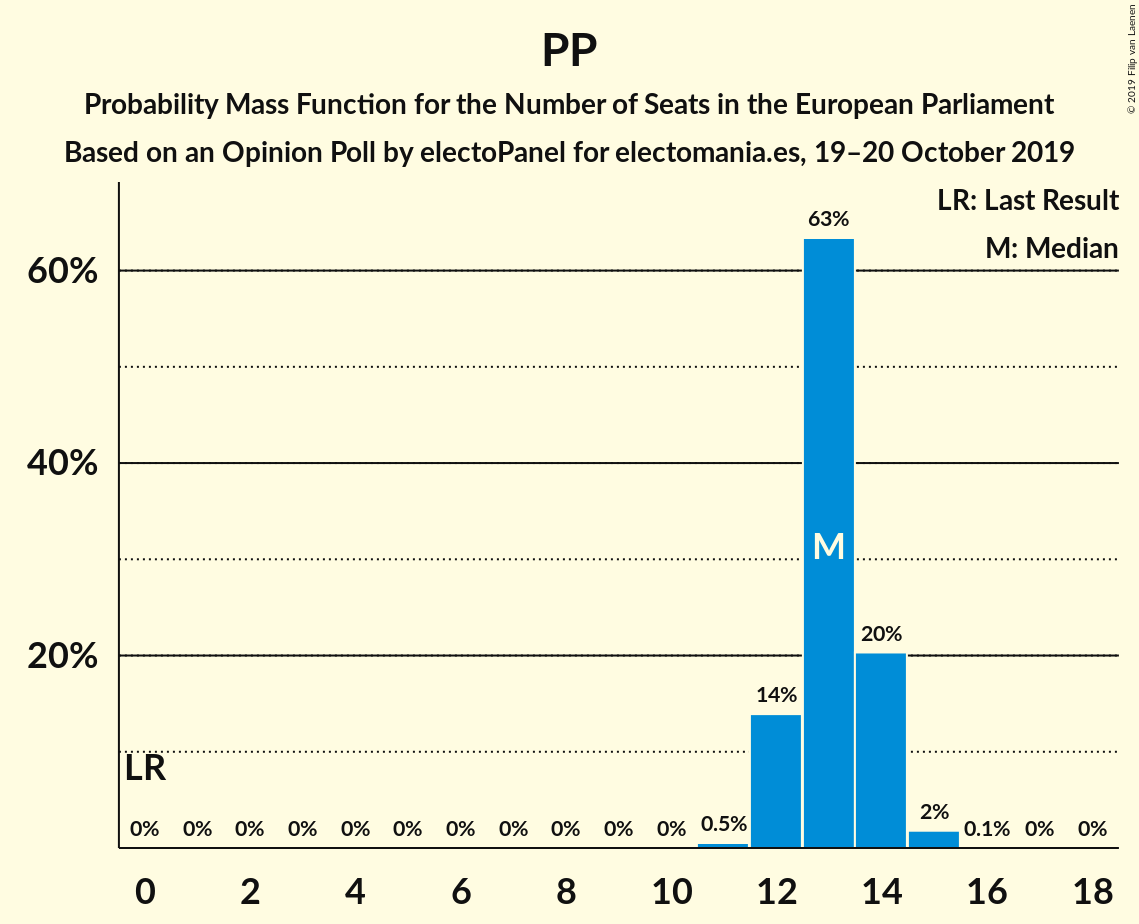 PP
Probability Mass Function for the Number of Seats in the European Parliament
Based on an Opinion Poll by electoPanel for electomania.es, 19–20 October 2019
© 2019 Filip van Laenen
LR: Last Result
M: Median
60%
40%
20%
63%
M
20%
14%
LR
0% 0% 0% 0% 0% 0% 0% 0% 0% 0% 0% 0.5% 2% 0.1% 0% 0%
0 2 4 6 8 10 12 14 16 18